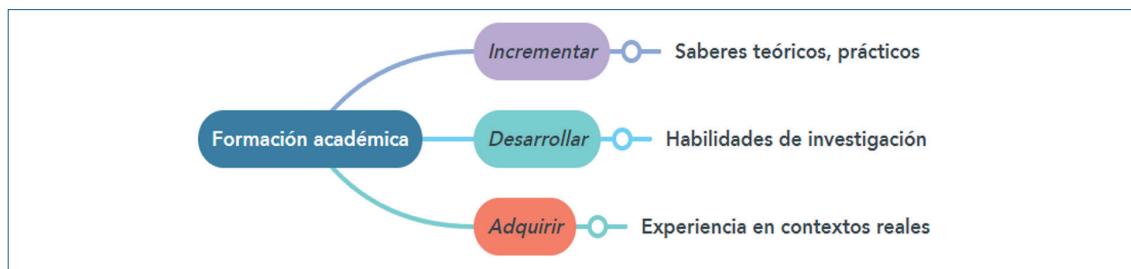 Formación académica
Incrementar
Saberes teóricos, prácticos
Desarrollar
Habilidades de investigación
Adquirir
Experiencia en contextos reales